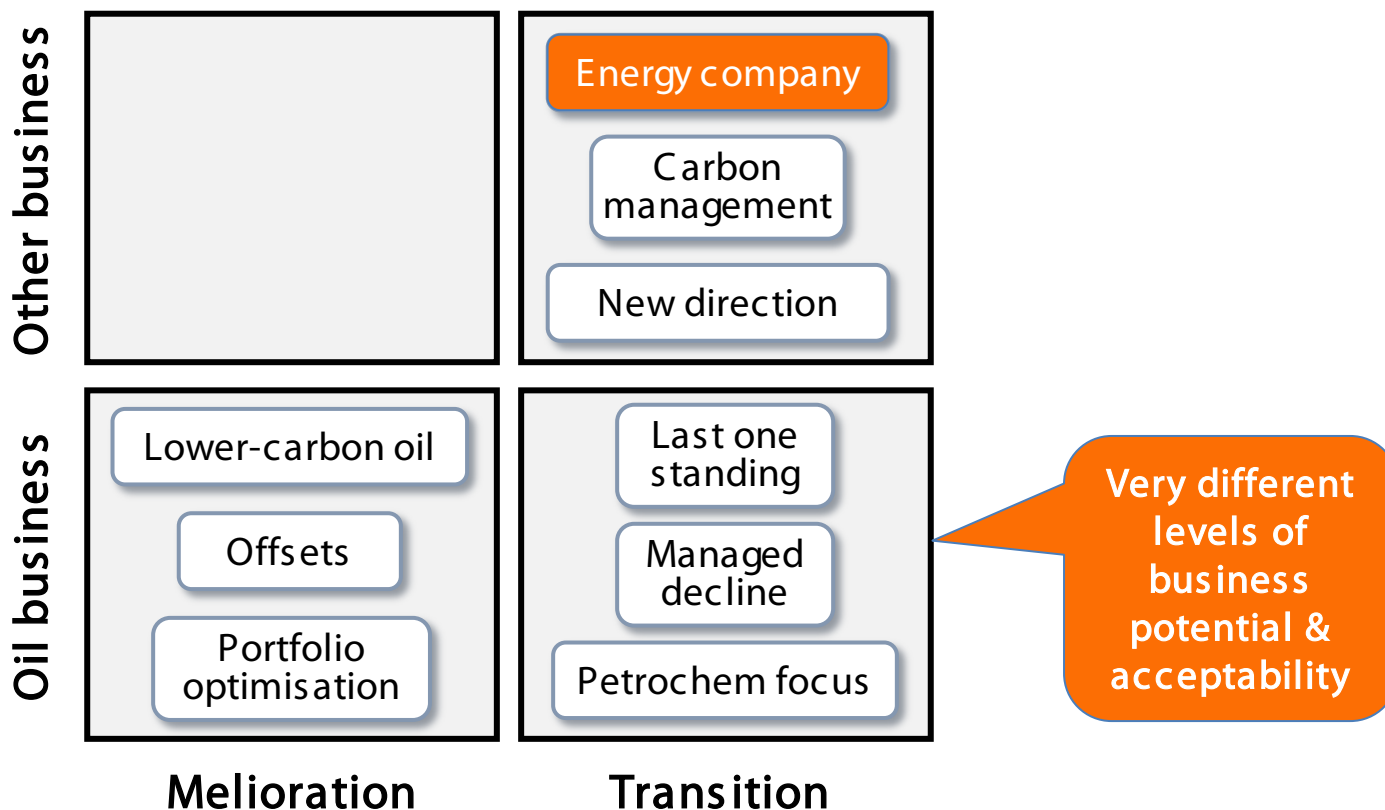 Other business
Energy company
Carbon
management
New direction
Oil business
Lower-carbon oil
Offsets
Portfolio
optimisation
Last one
standing
Managed
decline
Petrochem focus
Very different
levels of
business
potential &
acceptability
Melioration
Transition